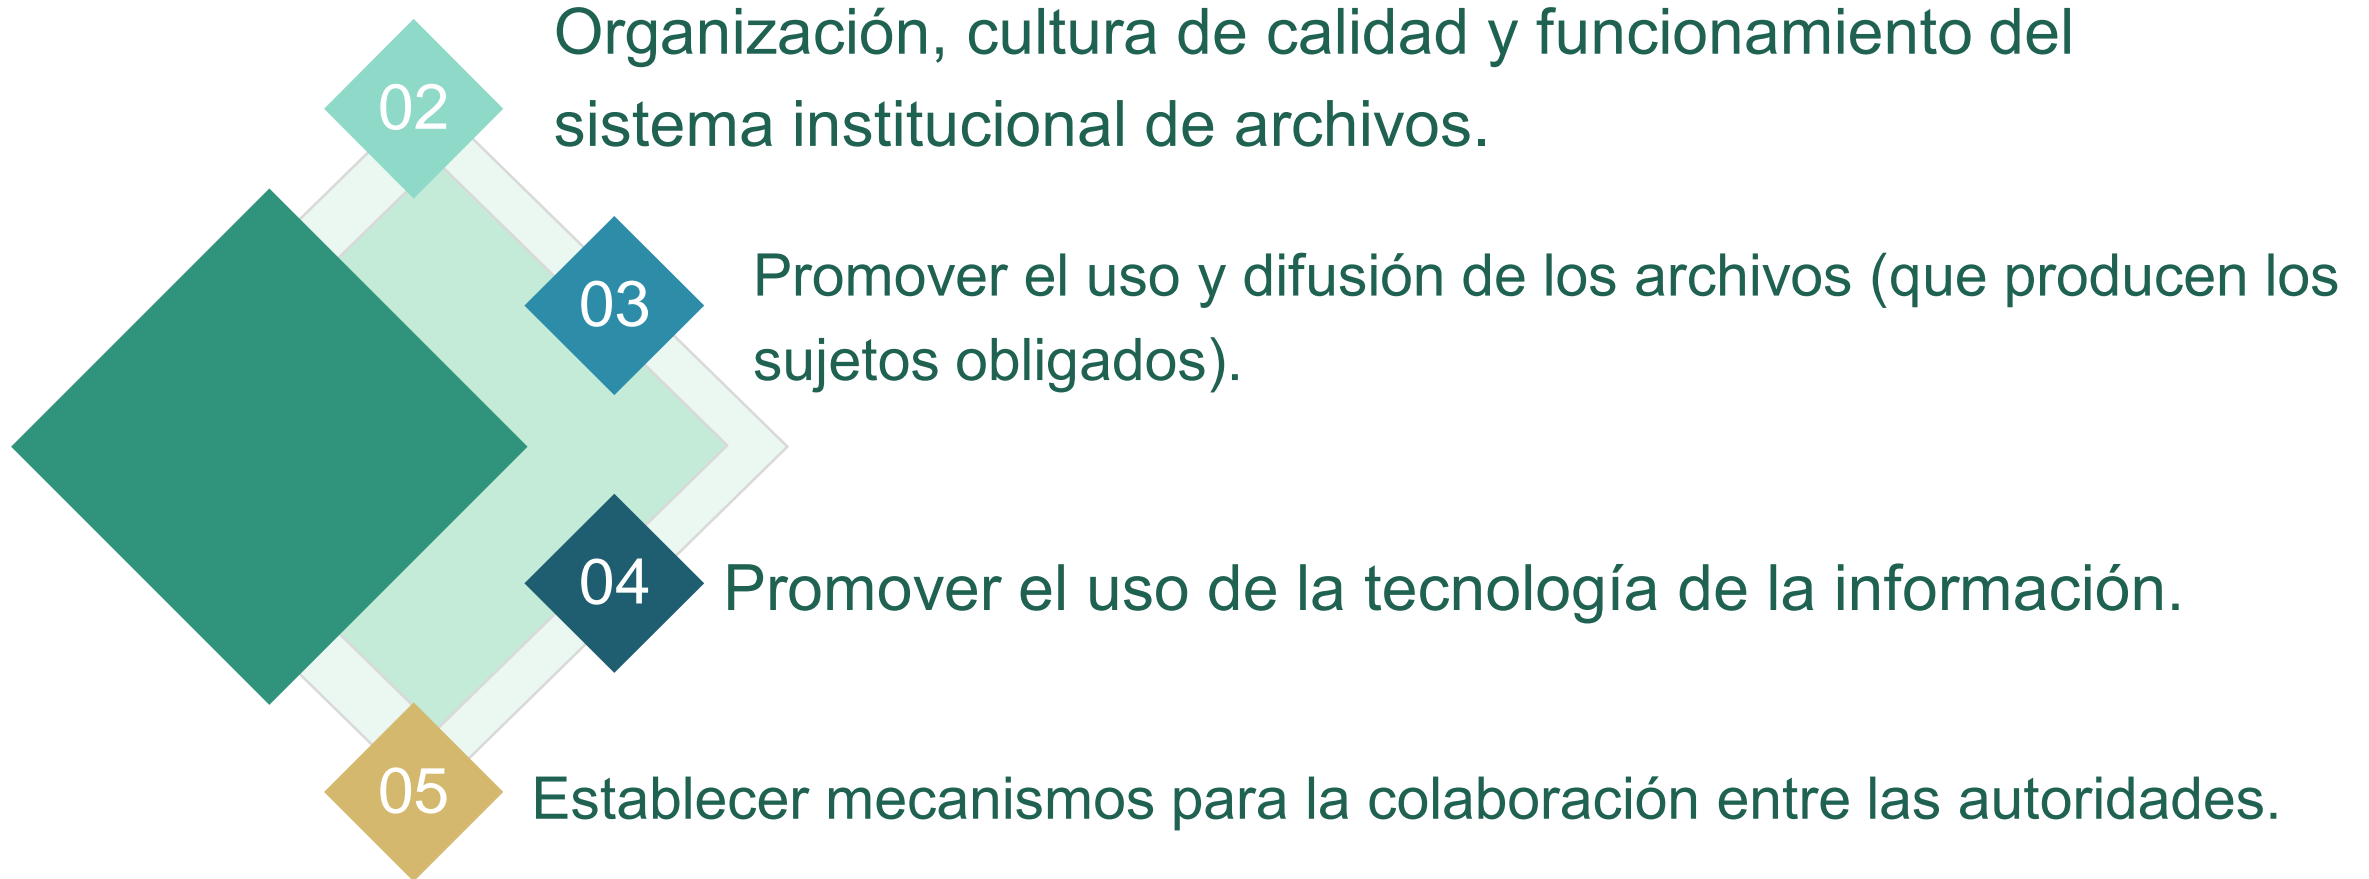 02
Organización, cultura de calidad y funcionamiento del
sistema institucional de archivos.
03
Promover el uso y difusión de los archivos (que producen los
sujetos obligados).
04
Promover el uso de la tecnología de la información.
05
Establecer mecanismos para la colaboración entre las autoridades.